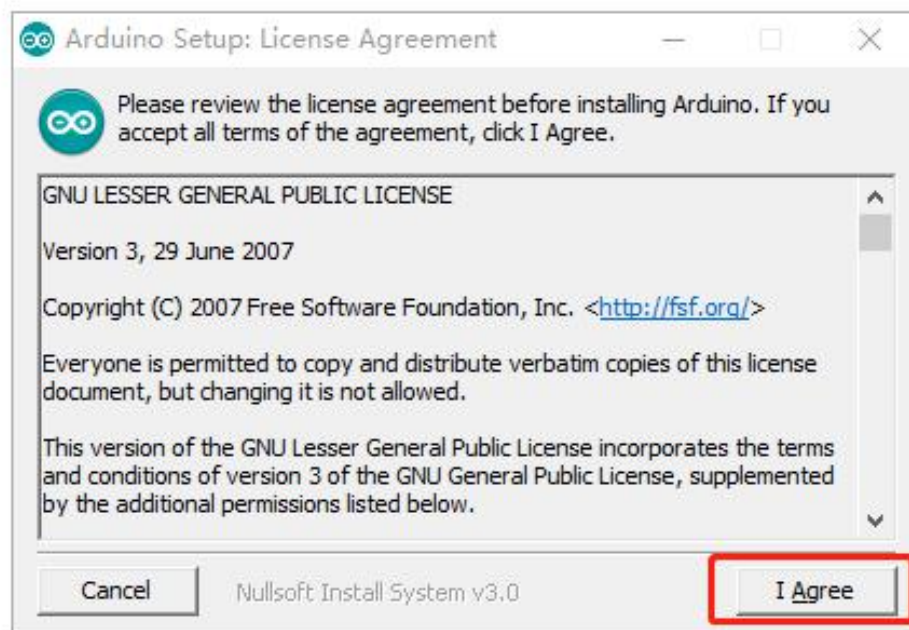 Arduino Setup: License Agreement
Please review the license agreement before installing Arduino. If you
accept all terms of the agreement, click I Agree.
GNU LESSER GENERAL PUBLIC LICENSE
Version 3, 29 June 2007
Copyright (C) 2007 Free Software Foundation, Inc. <http://fsf.org/>
Everyone is permitted to copy and distribute verbatim copies of this license
document, but changing it is not allowed.
This version of the GNU Lesser General Public License incorporates the terms
and conditions of version 3 of the GNU General Public License, supplemented
by the additional permissions listed below.
Cancel Nullsoft Install System v3.0 I Agree